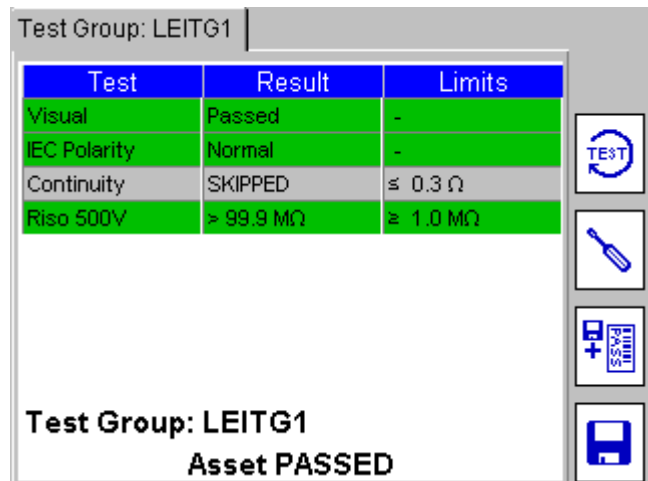 Test Group: LEITG1
Test Result Limits
Visual Passed -
IEC Polarity Normal -
Continuity SKIPPED ≤ 0.3 Ω
Riso 500V > 99.9 MΩ ≥ 1.0 MΩ
TEST
PASS
Test Group: LEITG1
Asset PASSED